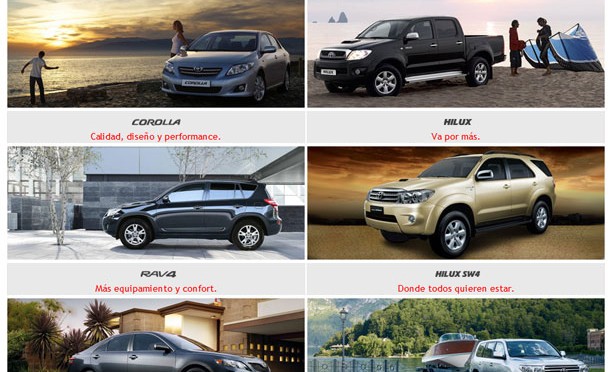 COROLLA
Calidad, diseño y performance.
HILUX
Va por más.
RAV4
Más equipamiento y confort.
HILUX SW4
Donde todos quieren estar.